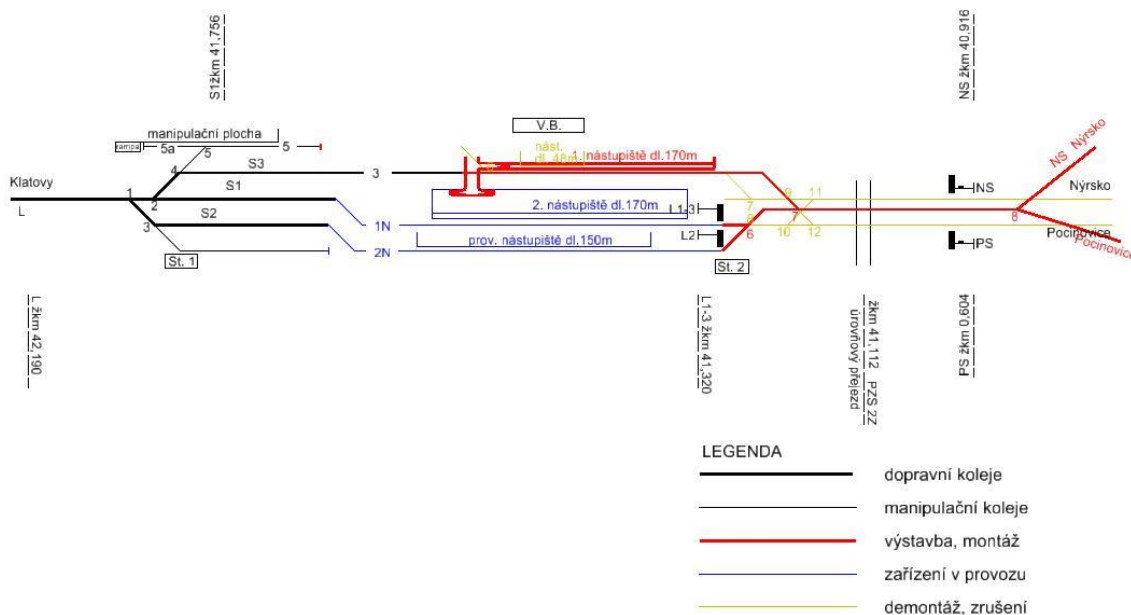 S1žkm 41,756
NS žkm 40,916
manipulační plocha
V.B.
rampa
5a
5
5
nást.
dl. 48m
1. nástupiště dl.170m
NS Nýrsko
Klatovy
L
4
S3
3
1
2
S1
3
S2
1N
2. nástupiště dl.170m
L1-3
7
8
9
11
7
NS
Nýrsko
8
prov. nástupiště dl.150m
L2
6
10
12
PS
Pocinovice
Pocinovice
2N
St. 1
St. 2
L žkm 42,190
L1-3 žkm 41,320
žkm 41,112 PZS 2Z
úrovňový přejezd
PS žkm 0,604
LEGENDA
dopravní koleje
manipulační koleje
výstavba, montáž
zařízení v provozu
demontáž, zrušení